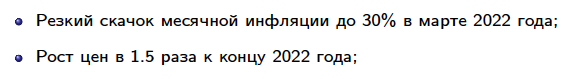 Резкий скачок месячной инфляции до 30% в марте 2022 года;
Рост цен в 1.5 раза к концу 2022 года;